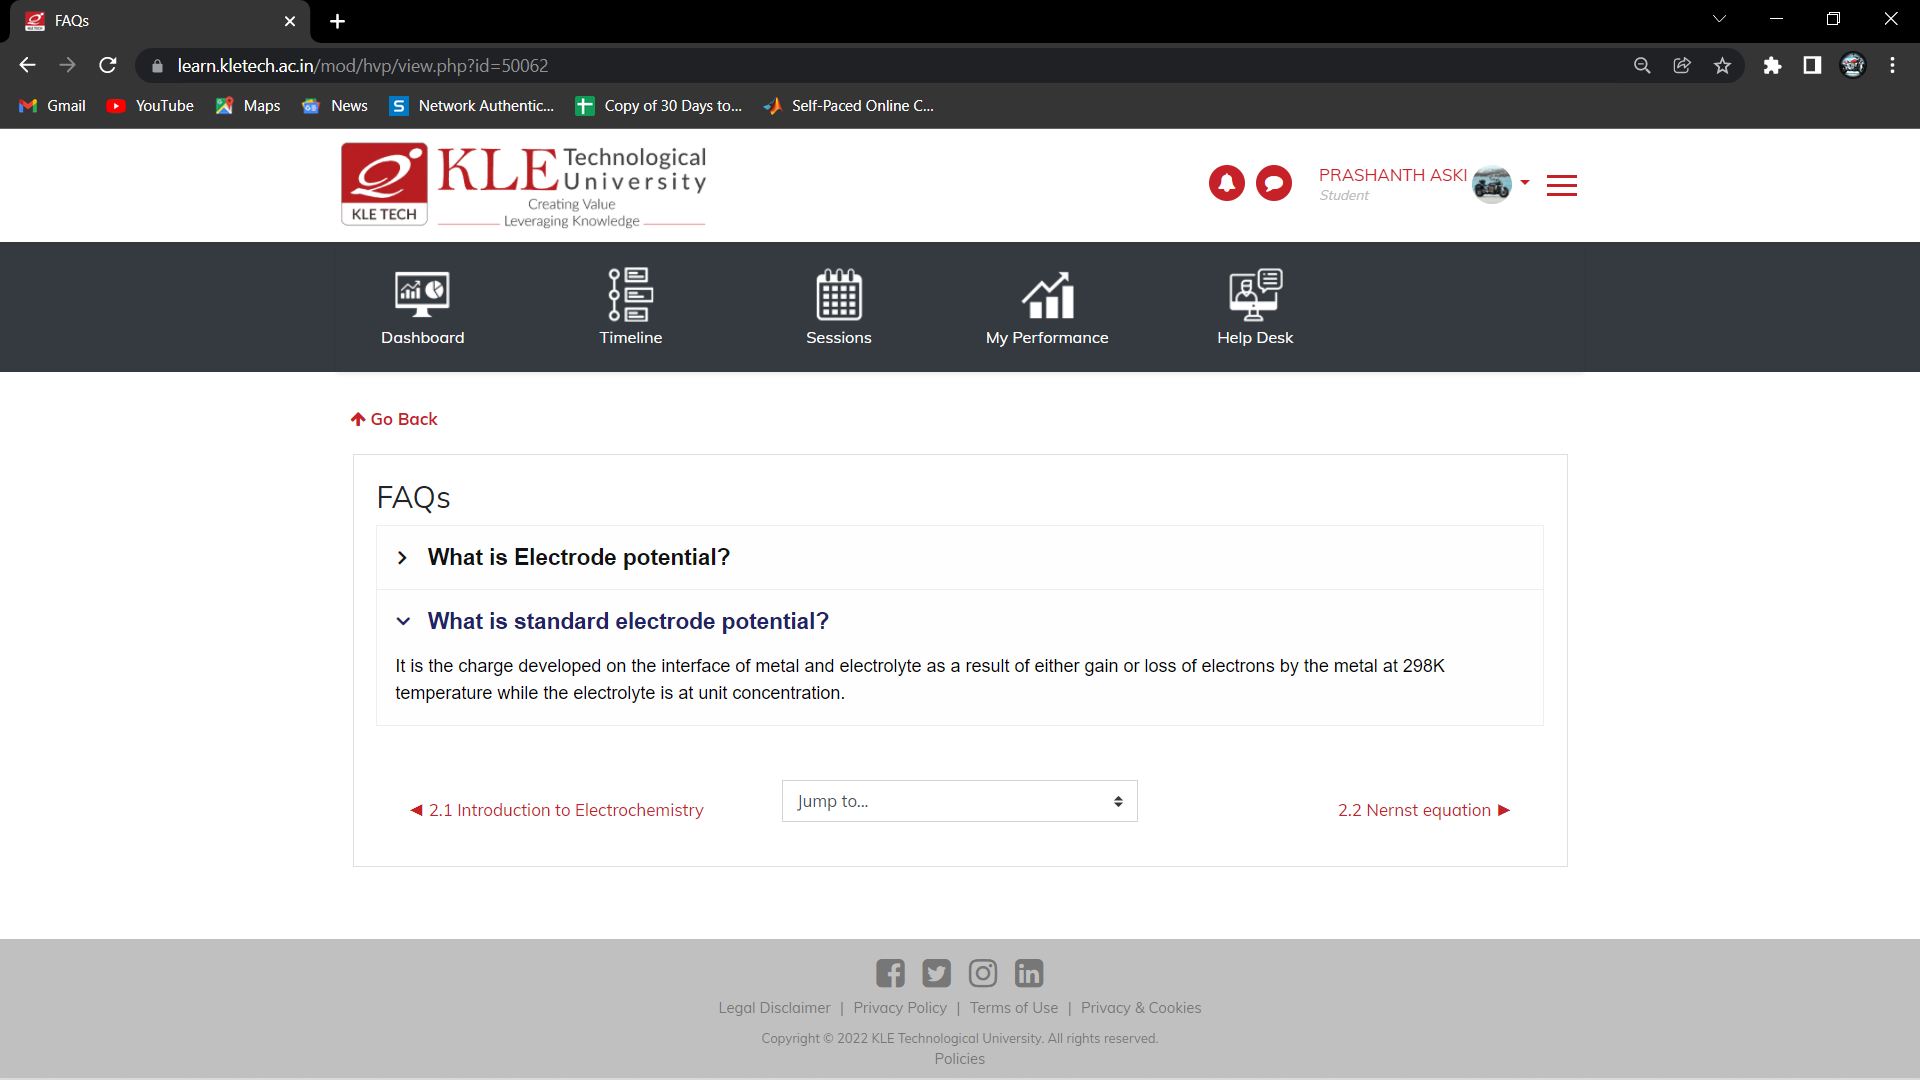 FAQs
learn.kletech.ac.in/mod/hvp/view.php?id=50062
Gmail YouTube Maps News Network Authentic... Copy of 30 Days to... Self-Paced Online C...
KLE TECH
KLE Technological University
Creating Value
Leveraging Knowledge
PRASHANTH ASKI
Student
Dashboard Timeline Sessions My Performance Help Desk
Go Back
FAQs
What is Electrode potential?
What is standard electrode potential?
It is the charge developed on the interface of metal and electrolyte as a result of either gain or loss of electrons by the metal at 298K
temperature while the electrolyte is at unit concentration.
◄ 2.1 Introduction to Electrochemistry Jump to... 2.2 Nernst equation ►
Legal Disclaimer | Privacy Policy | Terms of Use | Privacy & Cookies
Copyright © 2022 KLE Technological University. All rights reserved.
Policies